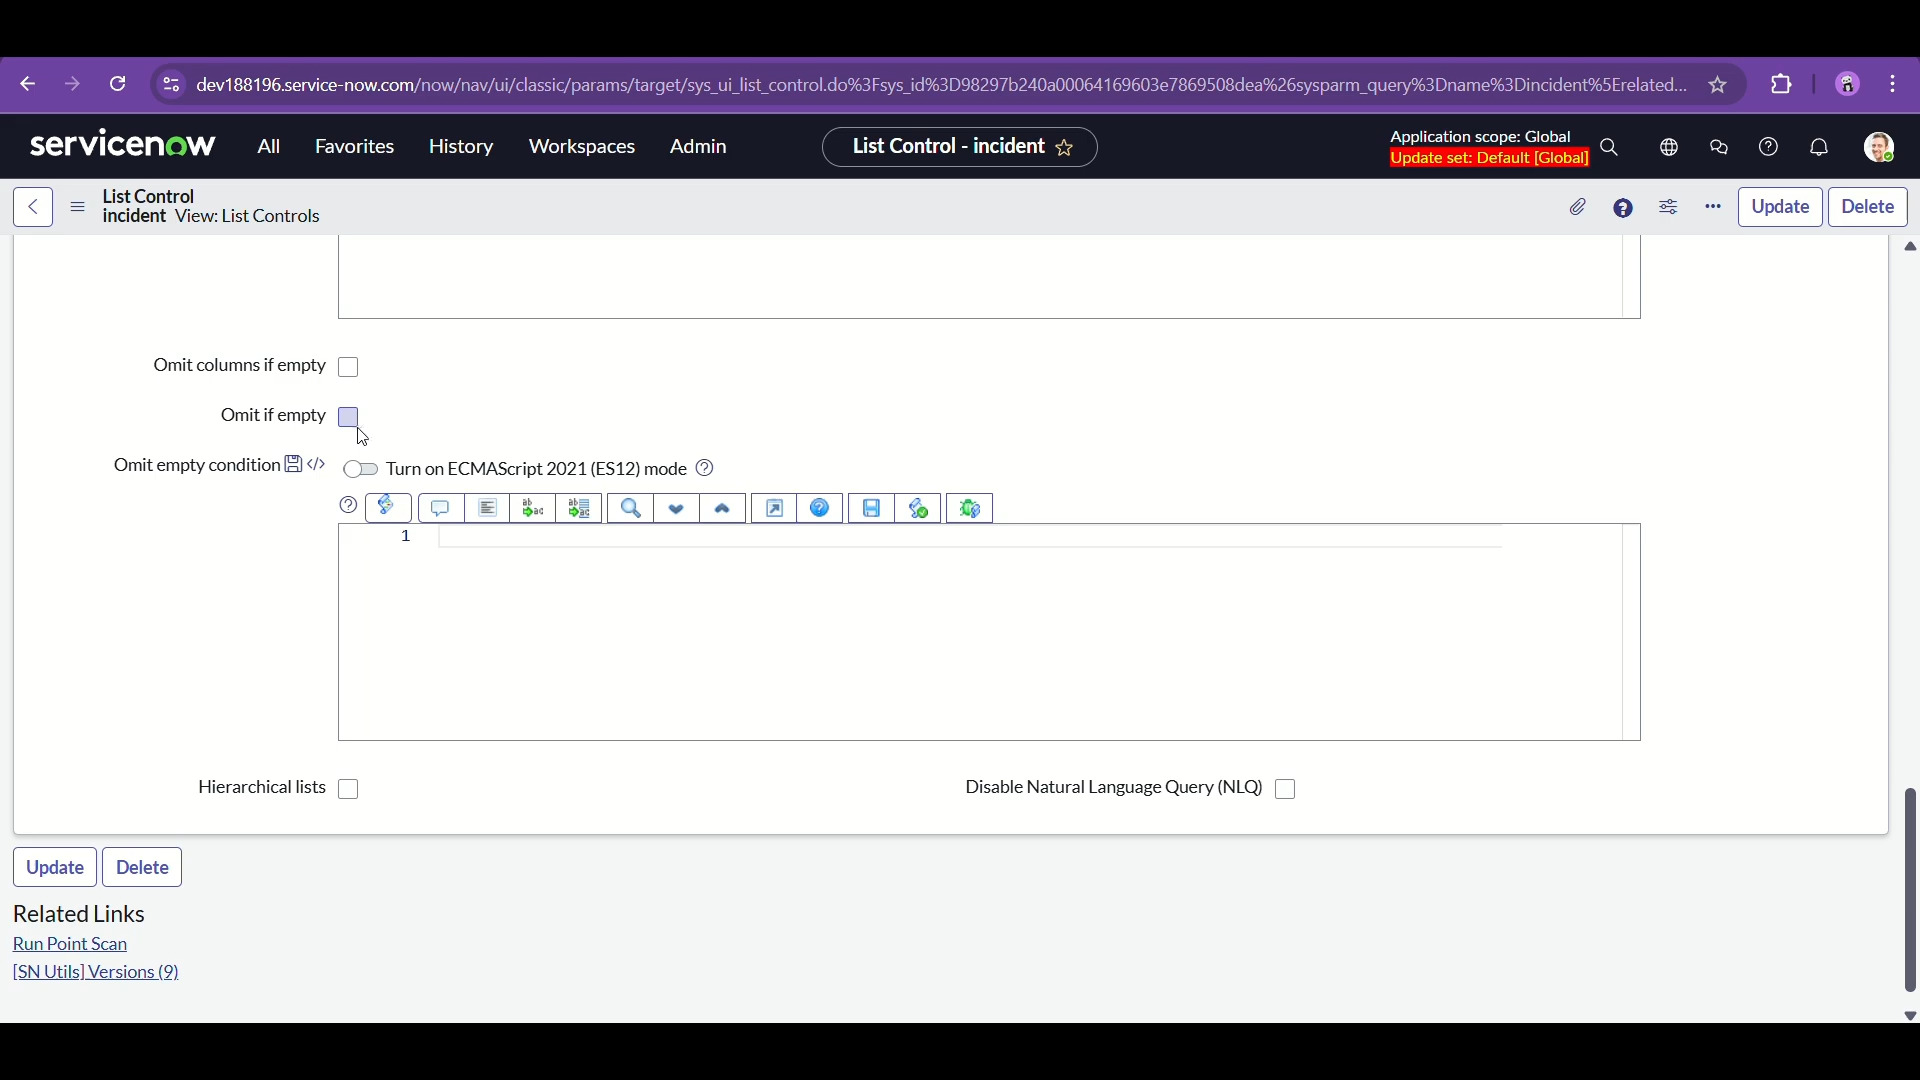 dev188196.service-now.com/now/nav/ui/classic/params/target/sys_ui_list_control.do%3Fsys_id%3D98297b240a00064169603e7869508dea%26sysparm_query%3Dname%3Dincident%5Erelated...
servicenow All Favorites History Workspaces Admin List Control - incident Application scope: Global
Update set: Default [Global]
List Control
incident View: List Controls
Update Delete
Omit columns if empty
Omit if empty
Omit empty condition </> Turn on ECMAScript 2021 (ES12) mode
1
Hierarchical lists Disable Natural Language Query (NLQ)
Update Delete
Related Links
Run Point Scan
[SN Utils] Versions (9)